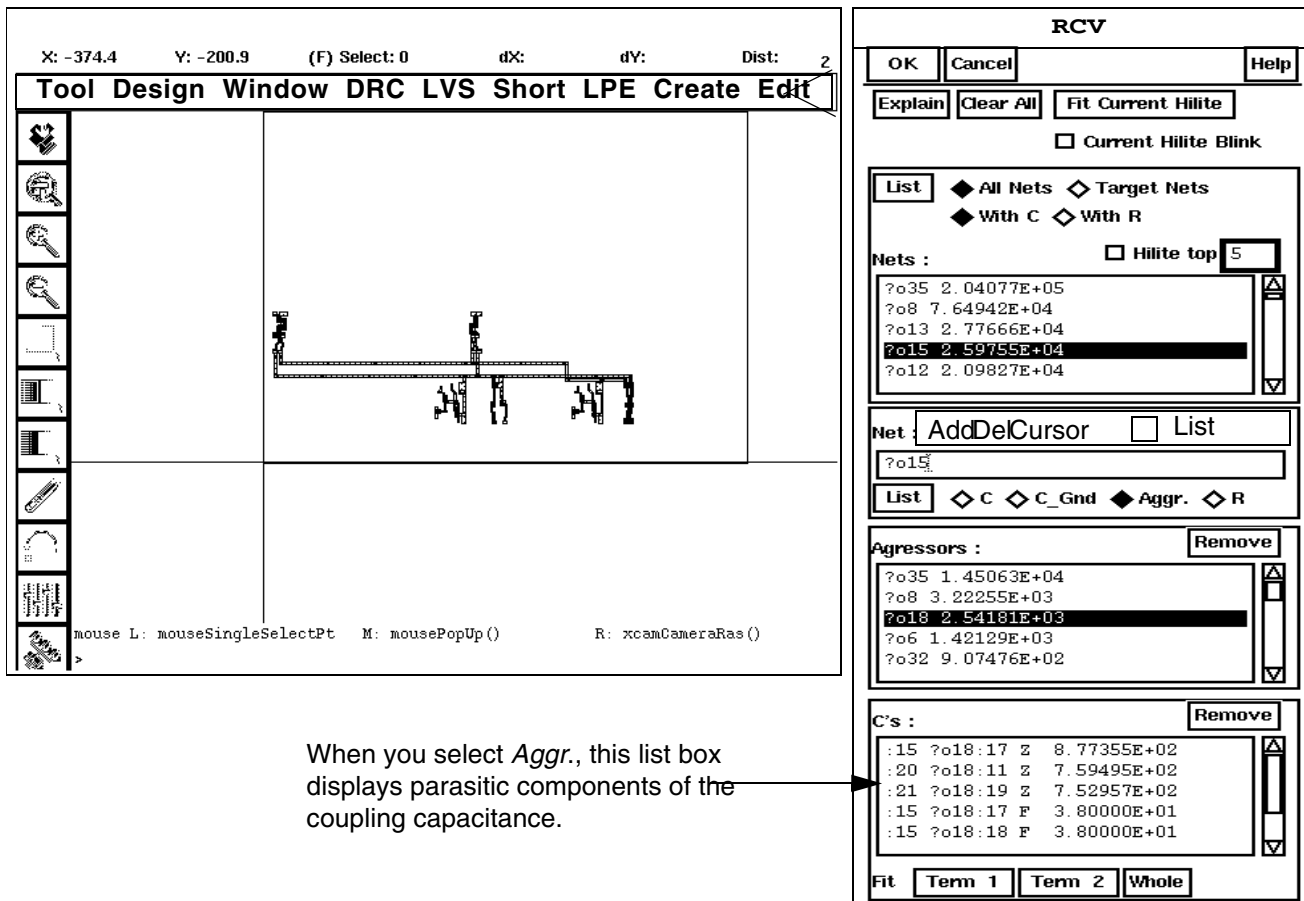 X: -374.4 Y: -200.9 (F) Select: 0 dX: dY: Dist: 2
Tool Design Window DRC LVS Short LPE Create Edit
mouse L: mouseSingleSelectPt M: mousePopUp() R: xcamCameraRas()
>
When you select Aggr., this list box
displays parasitic components of the
coupling capacitance.
RCV
OK Cancel Help
Explain Clear All Fit Current Hilite
Current Hilite Blink
List All Nets Target Nets
With C With R
Nets : Hilite top 5
?o35 2.04077E+05
?o8 7.64942E+04
?o13 2.77666E+04
?o15 2.59755E+04
?o12 2.09827E+04
Net : AddDelCursor List
?o15
List C C_Gnd Aggr. R
Agressors : Remove
?o35 1.45063E+04
?o8 3.22255E+03
?o18 2.54181E+03
?o6 1.42129E+03
?o32 9.07476E+02
C's : Remove
:15 ?o18:17 Z 8.77355E+02
:20 ?o18:11 Z 7.59495E+02
:21 ?o18:19 Z 7.52957E+02
:15 ?o18:17 F 3.80000E+01
:15 ?o18:18 F 3.80000E+01
Fit Term 1 Term 2 Whole